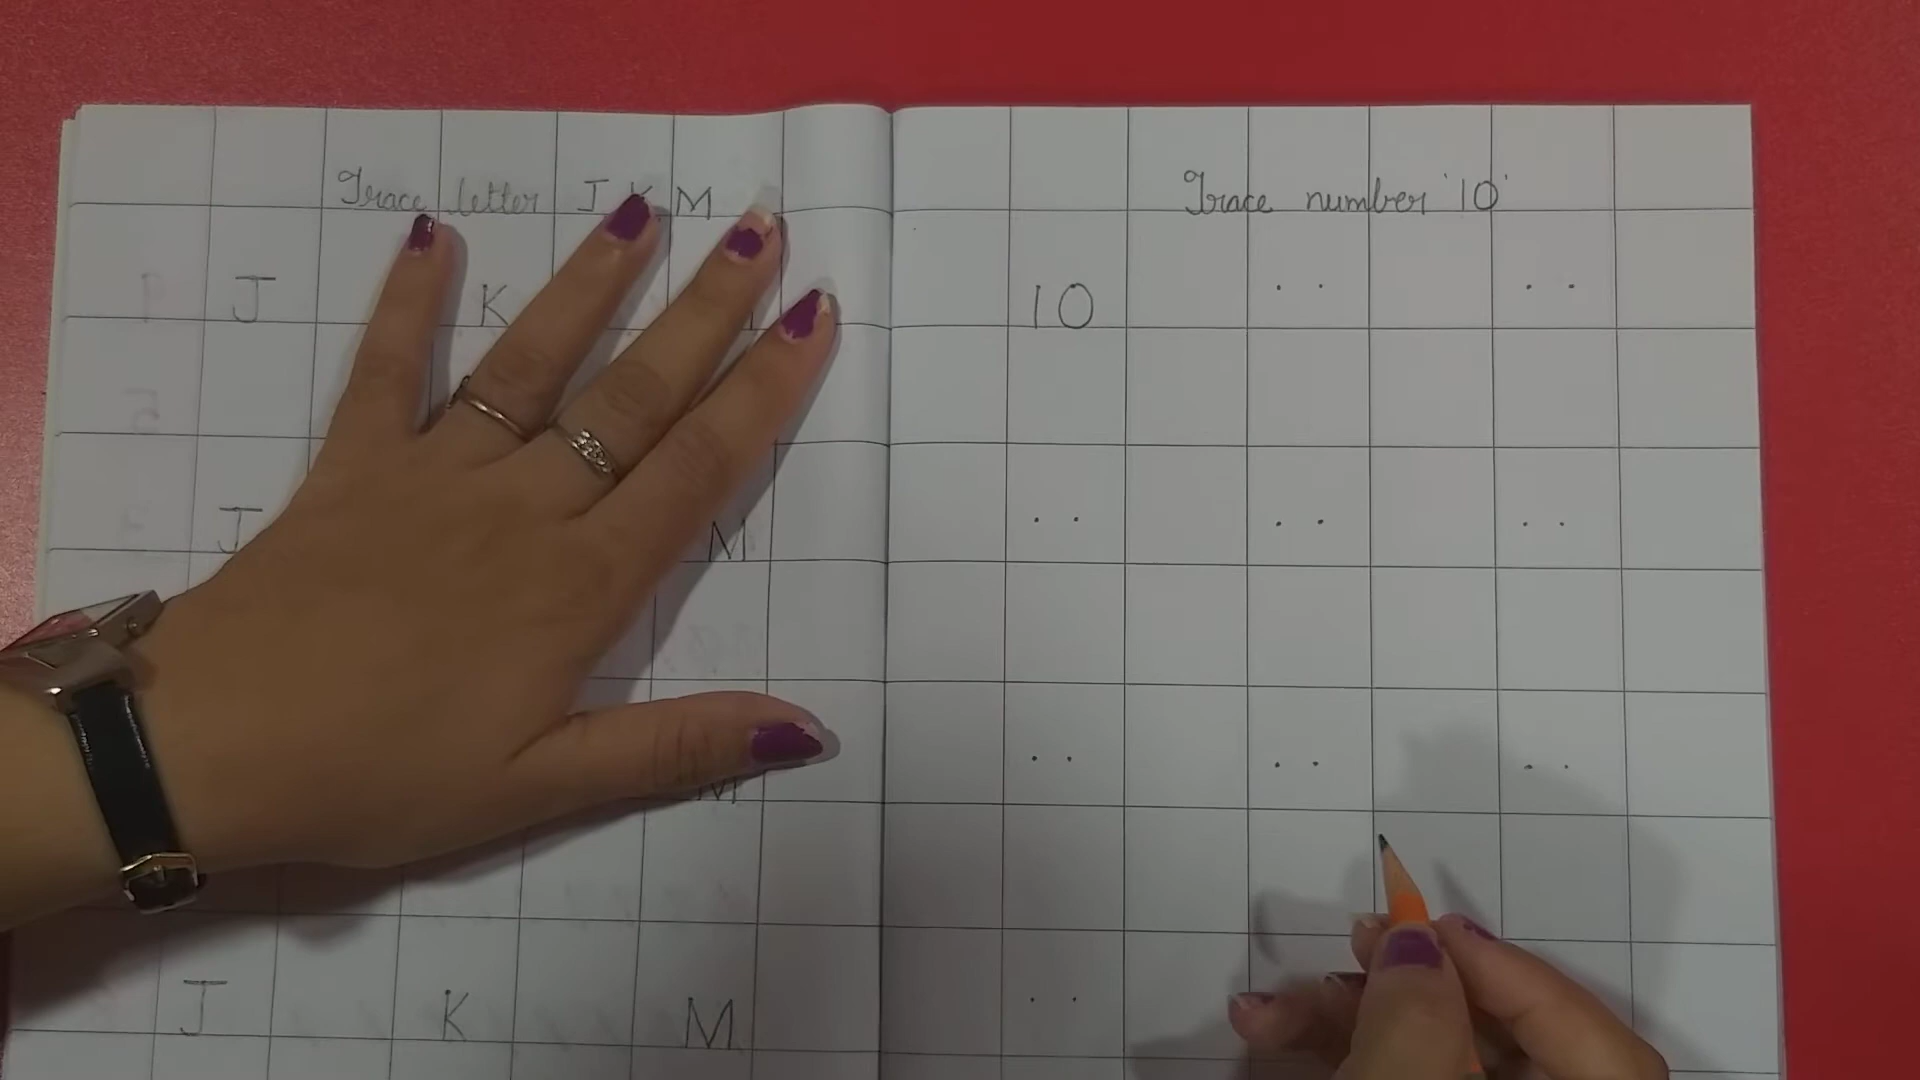 Trace letter J K M
J K
J M
M
J K M
Trace number '10'
10